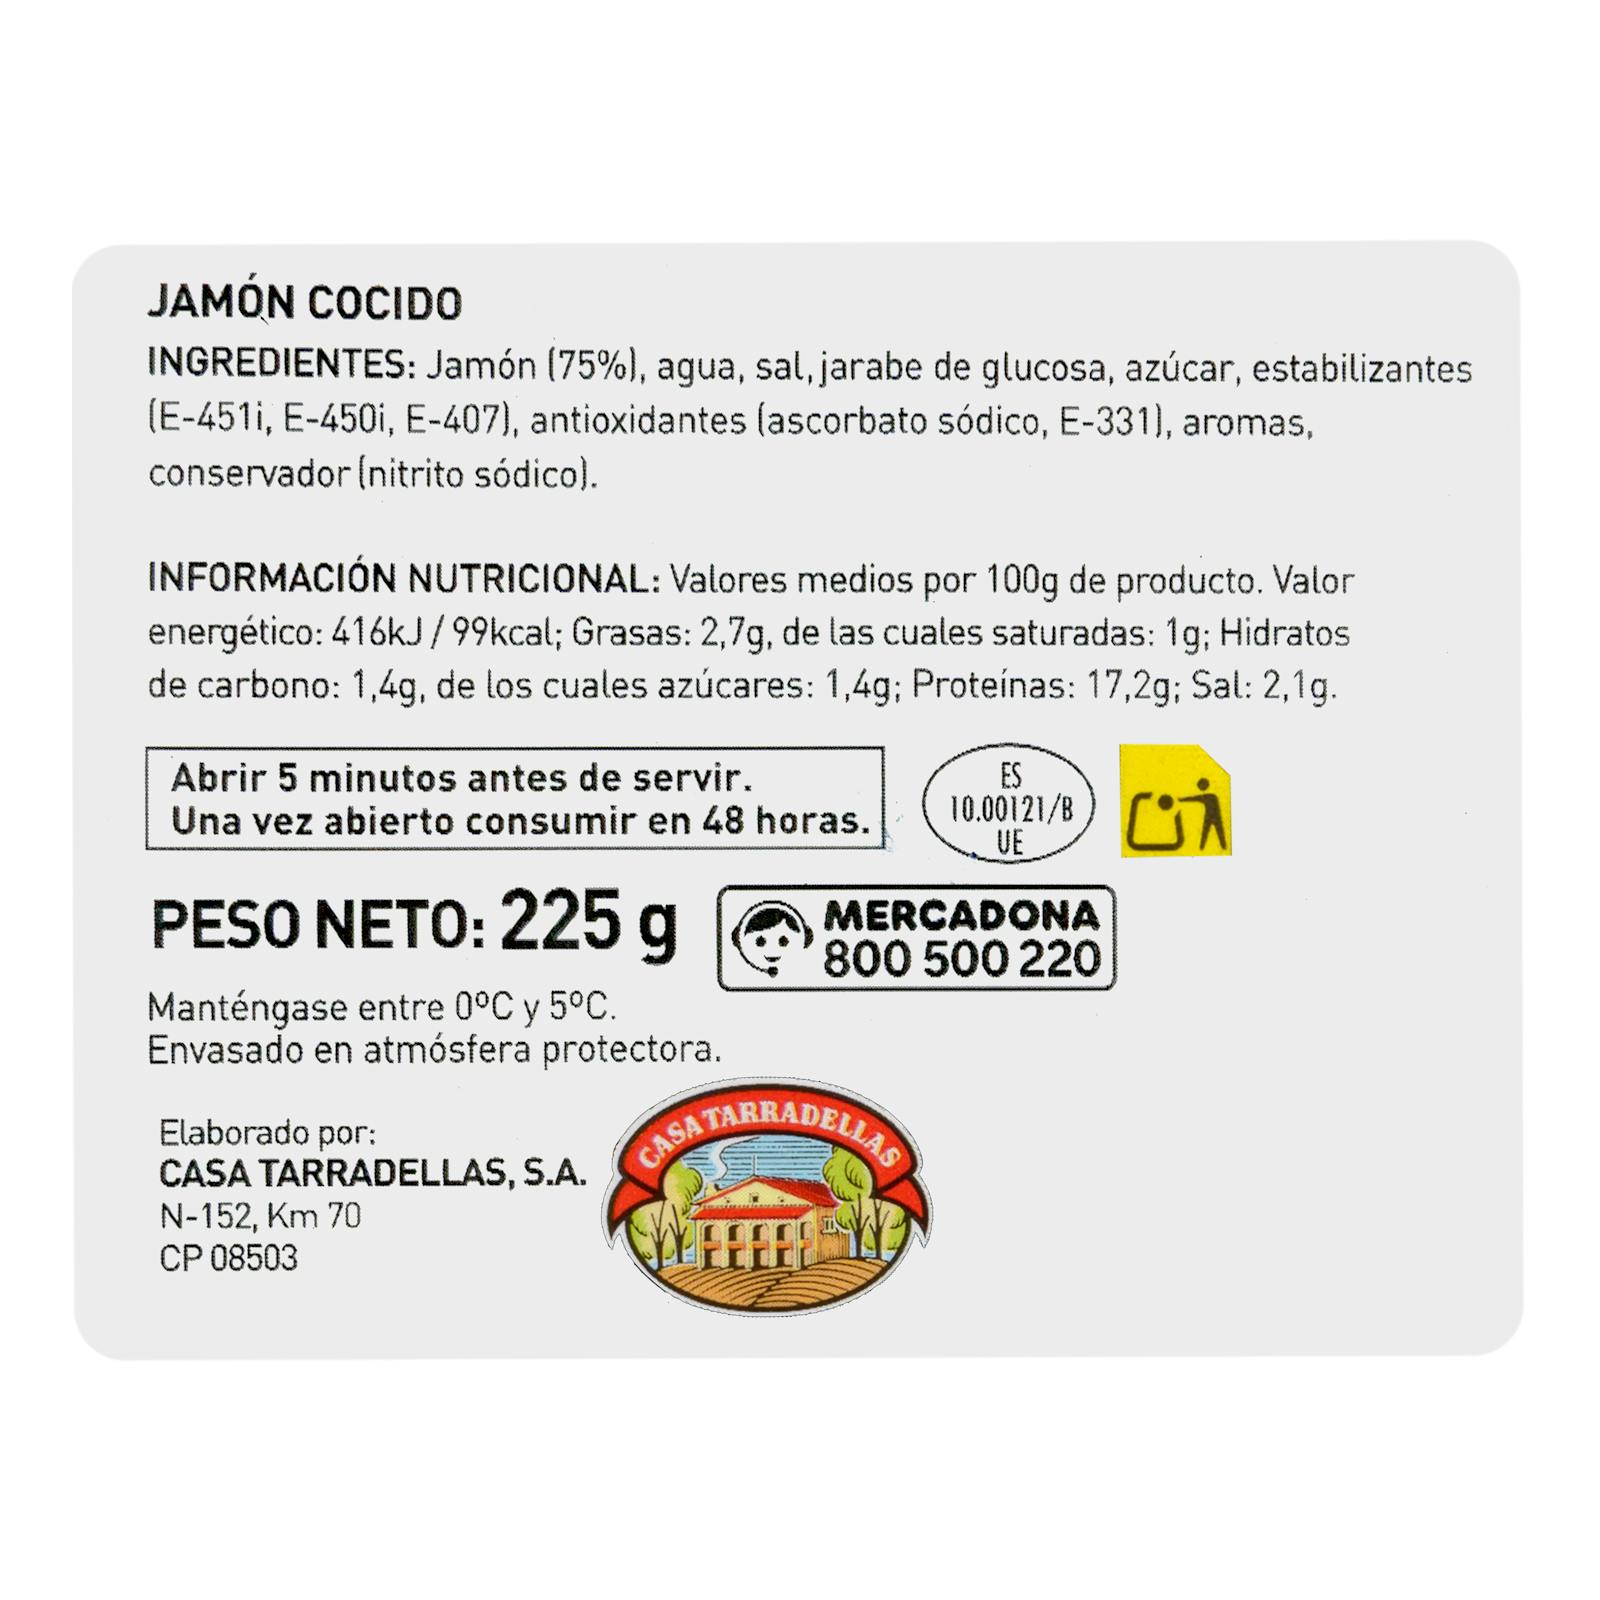 JAMÓN COCIDO
INGREDIENTES: Jamón (75%), agua, sal, jarabe de glucosa, azúcar, estabilizantes
(E-451i, E-450i, E-407), antioxidantes (ascorbato sódico, E-331), aromas,
conservador (nitrito sódico).
INFORMACIÓN NUTRICIONAL: Valores medios por 100g de producto. Valor
energético: 416kJ / 99kcal; Grasas: 2,7g, de las cuales saturadas: 1g; Hidratos
de carbono: 1,4g, de los cuales azúcares: 1,4g; Proteínas: 17,2g; Sal: 2,1g.
Abrir 5 minutos antes de servir.
Una vez abierto consumir en 48 horas.
ES
10.00121/B
UE
PESO NETO: 225 g
MERCADONA
800 500 220
Manténgase entre 0ºC y 5ºC.
Envasado en atmósfera protectora.
Elaborado por:
CASA TARRADELLAS, S.A.
N-152, Km 70
CP 08503
CASA TARRADELLAS